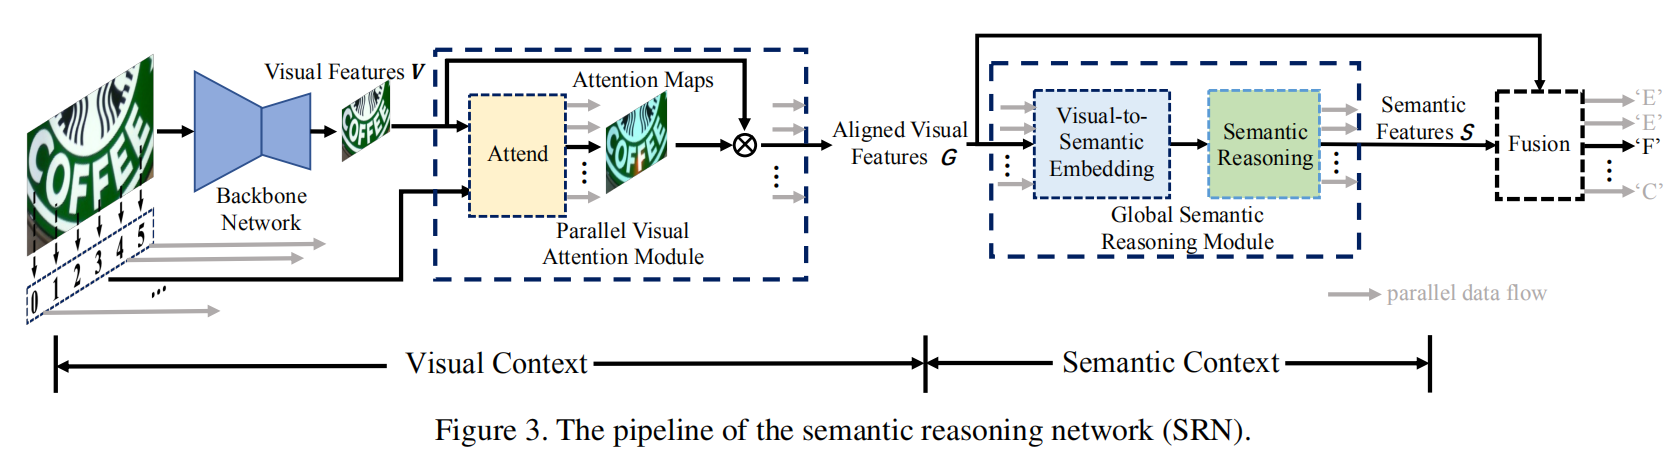 Visual Features V
Attention Maps
COFFEE
COFFEE
COFFEE
Attend
Backbone
Network
Parallel Visual
Attention Module
0 1 2 3 4 5
...
Aligned Visual
Features G
Visual-to-
Semantic
Embedding
Semantic
Reasoning
Global Semantic
Reasoning Module
Semantic
Features S
Fusion
‘E’
‘E’
‘F’
‘C’
parallel data flow
Visual Context
Semantic Context
Figure 3. The pipeline of the semantic reasoning network (SRN).